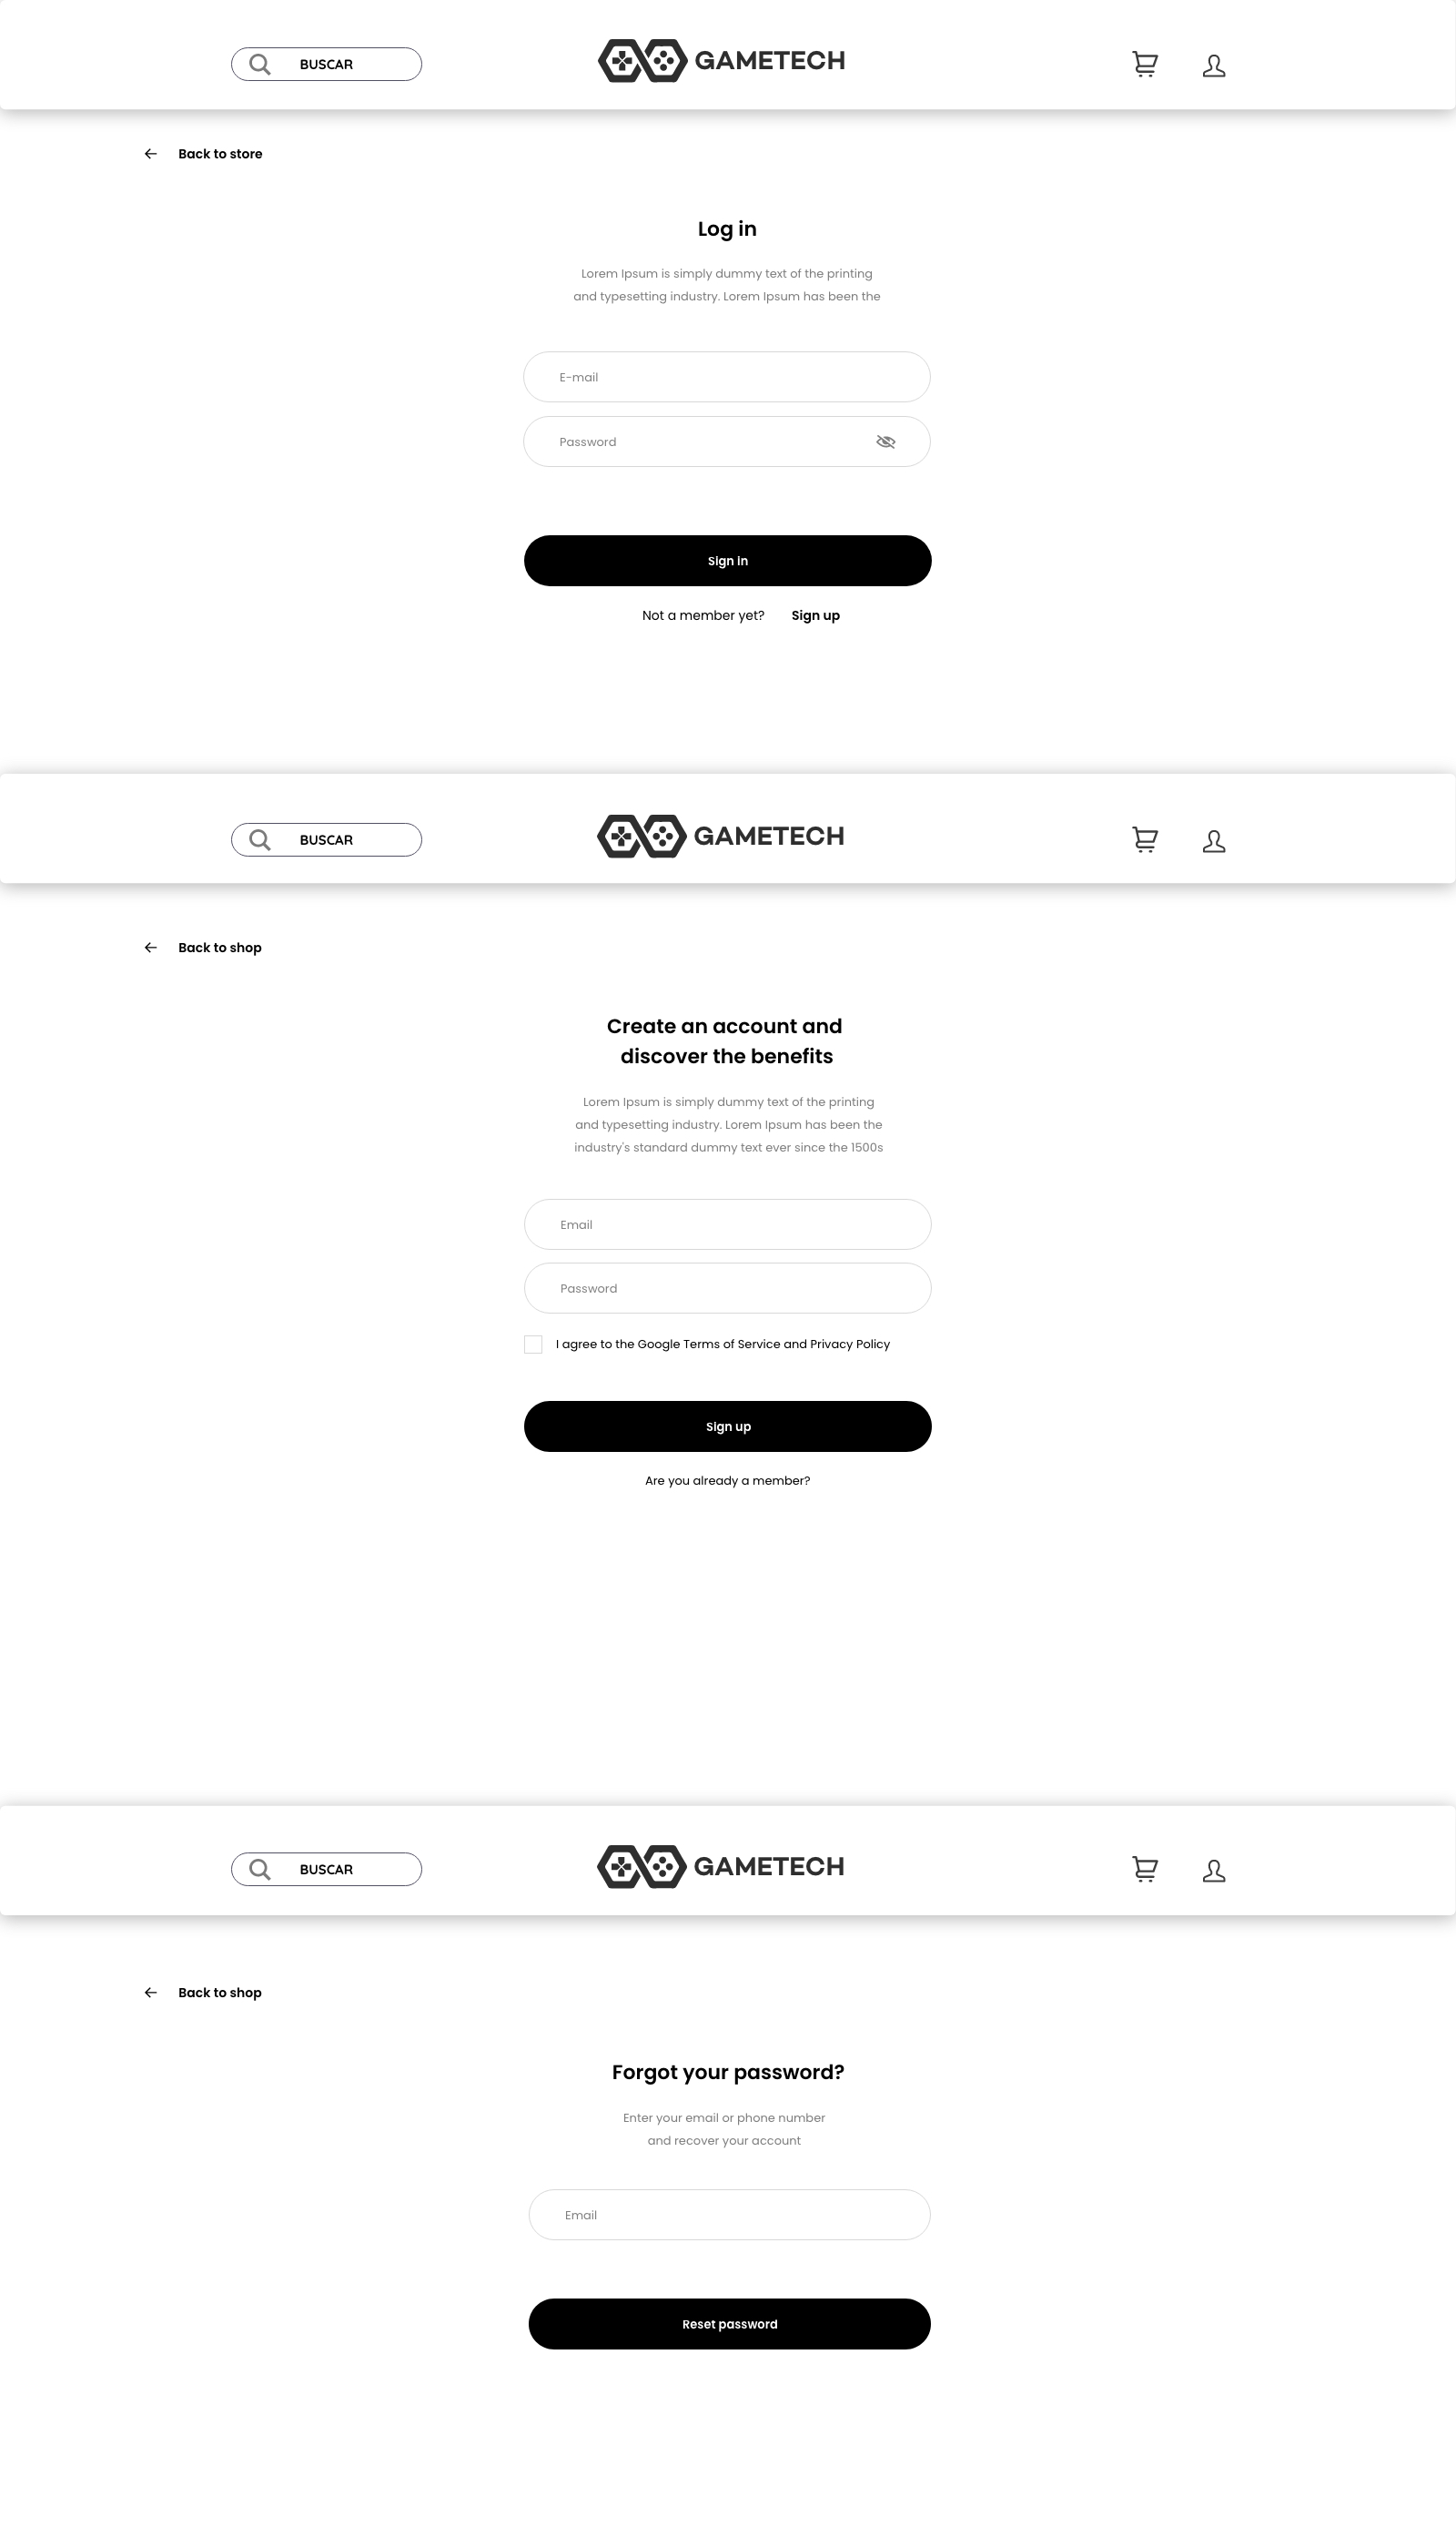 BUSCAR
GAMETECH
Back to store
Log in
Lorem Ipsum is simply dummy text of the printing
and typesetting industry. Lorem Ipsum has been the
E-mail
Password
Sign in
Not a member yet? Sign up
BUSCAR
GAMETECH
Back to shop
Create an account and
discover the benefits
Lorem Ipsum is simply dummy text of the printing
and typesetting industry. Lorem Ipsum has been the
industry's standard dummy text ever since the 1500s
Email
Password
I agree to the Google Terms of Service and Privacy Policy
Sign up
Are you already a member?
BUSCAR
GAMETECH
Back to shop
Forgot your password?
Enter your email or phone number
and recover your account
Email
Reset password